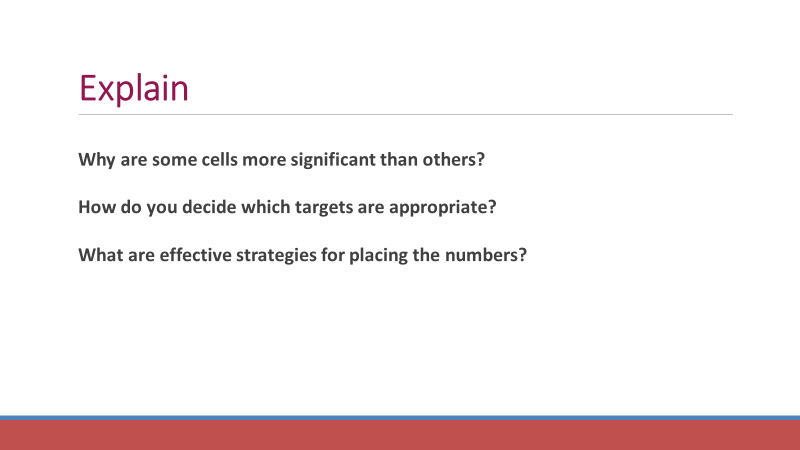 Explain
Why are some cells more significant than others?
How do you decide which targets are appropriate?
What are effective strategies for placing the numbers?